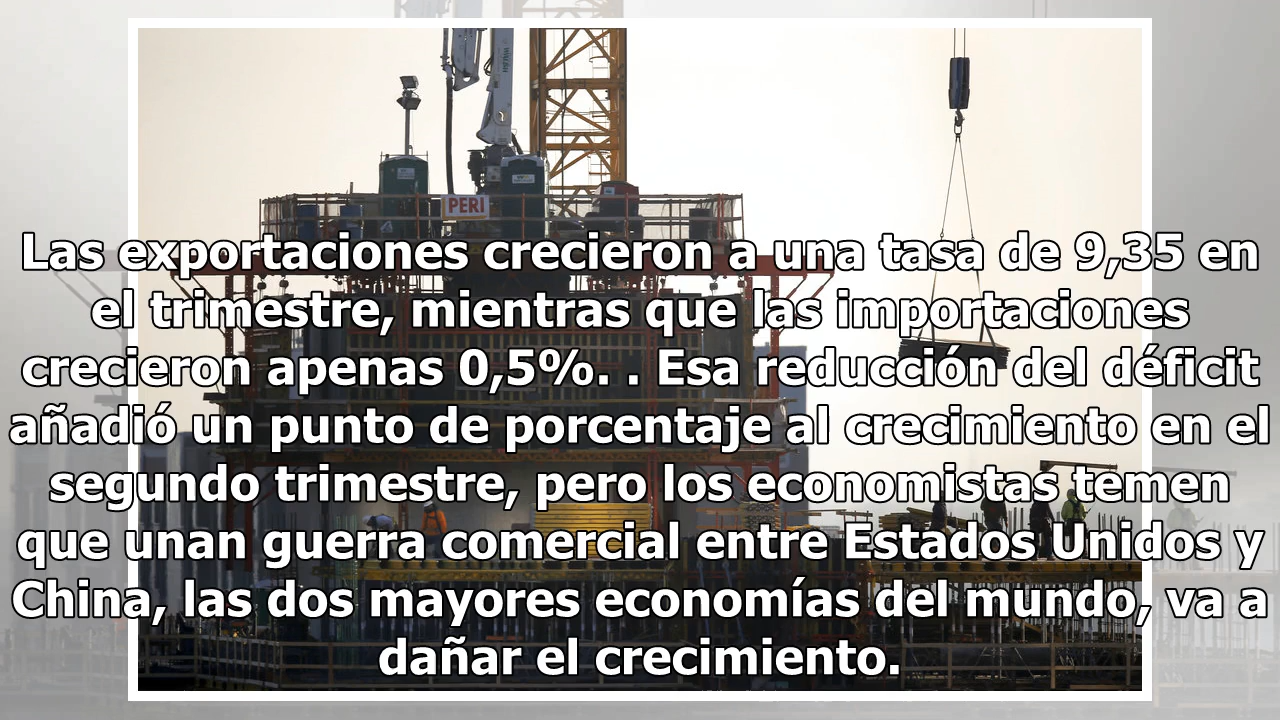 PERI
Las exportaciones crecieron a una tasa de 9,35 en
el trimestre, mientras que las importaciones
crecieron apenas 0,5%. . Esa reducción del déficit
añadió un punto de porcentaje al crecimiento en el
segundo trimestre, pero los economistas temen
que unan guerra comercial entre Estados Unidos y
China, las dos mayores economías del mundo, va a
dañar el crecimiento.